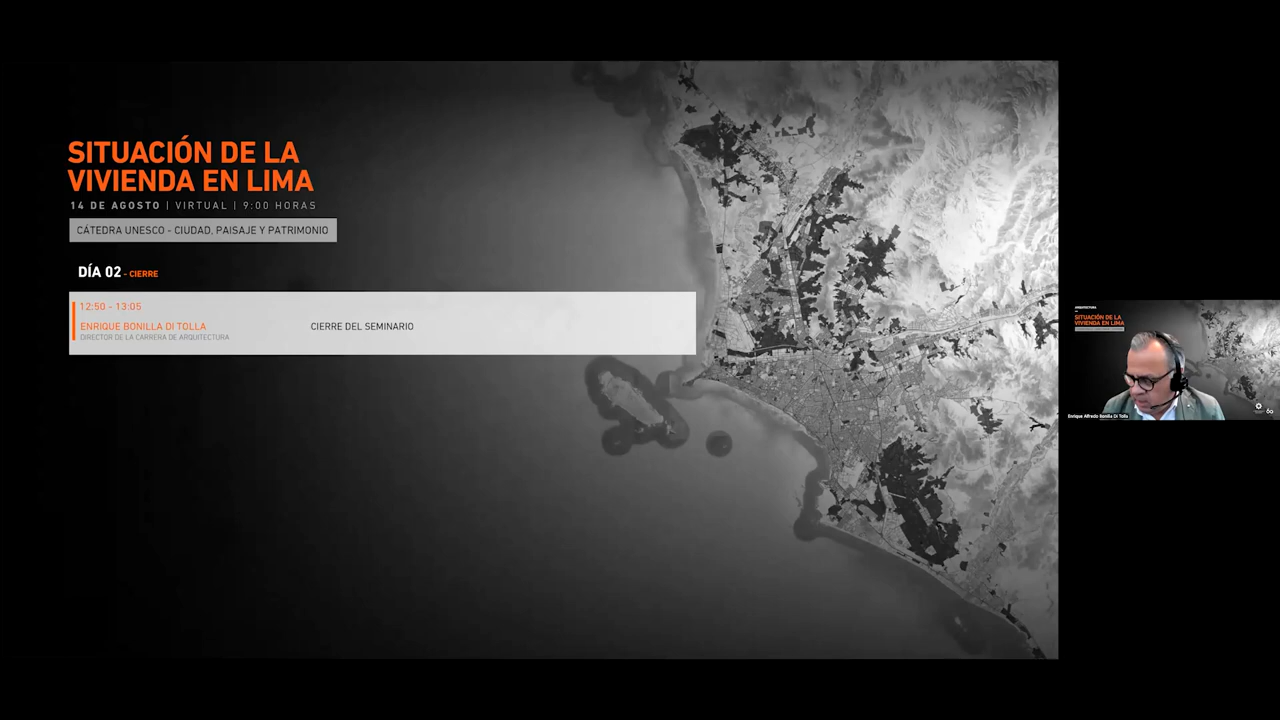 SITUACIÓN DE LA
VIVIENDA EN LIMA
14 DE AGOSTO | VIRTUAL | 9:00 HORAS
CÁTEDRA UNESCO - CIUDAD, PAISAJE Y PATRIMONIO
DÍA 02 - CIERRE
12:50 - 13:05
ENRIQUE BONILLA DI TOLLA
CIERRE DEL SEMINARIO
DIRECTOR DE LA CARRERA DE ARQUITECTURA
ARQUITECTURA
SITUACIÓN DE LA
VIVIENDA EN LIMA
Enrique Alfredo Bonilla Di Tolla